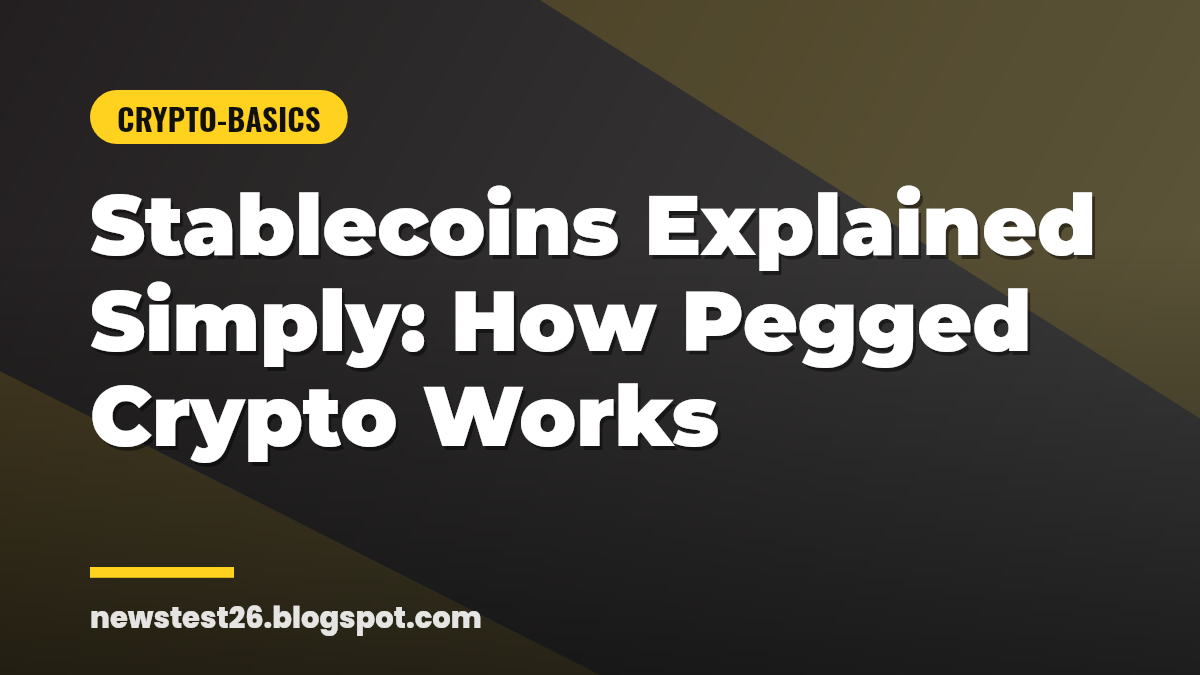 CRYPTO-BASICS
Stablecoins Explained
Simply: How Pegged
Crypto Works
newstest26.blogspot.com